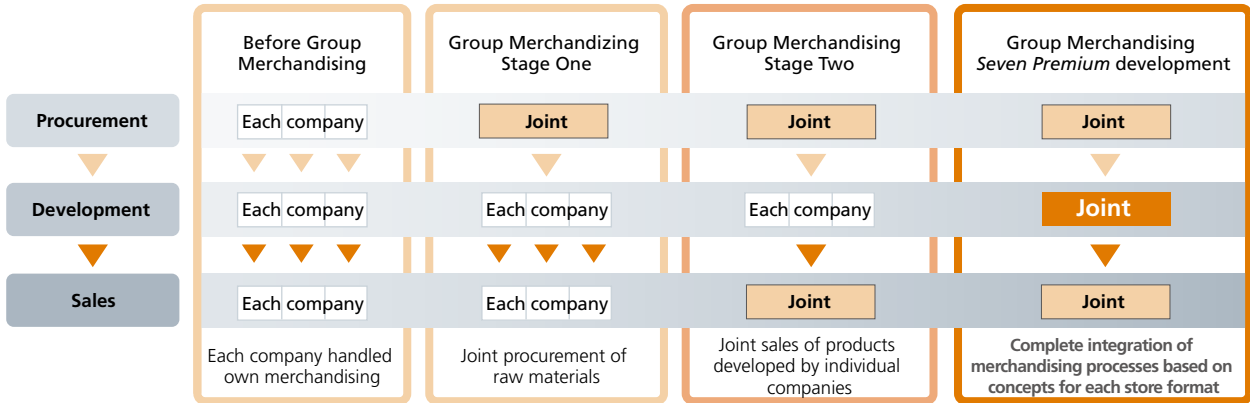 Before Group
Merchandising
Group Merchandizing
Stage One
Group Merchandising
Stage Two
Group Merchandising
Seven Premium development
Procurement
Each company
Joint
Joint
Joint
Development
Each company
Each company
Each company
Joint
Sales
Each company
Each company
Joint
Joint
Each company handled
own merchandising
Joint procurement of
raw materials
Joint sales of products
developed by individual
companies
Complete integration of
merchandising processes based on
concepts for each store format